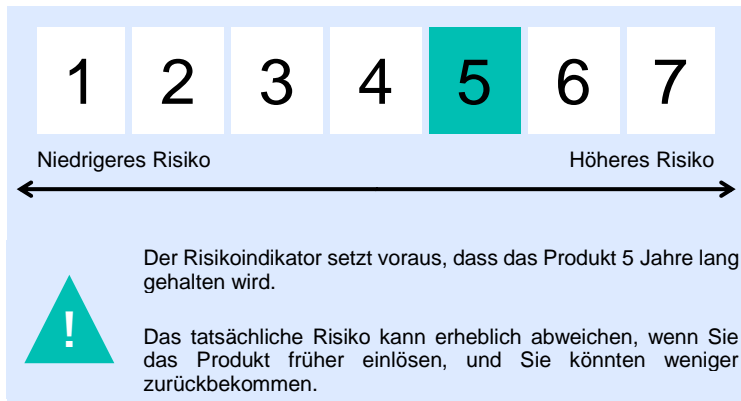 1 2 3 4 5 6 7
Niedrigeres Risiko Höheres Risiko
Der Risikoindikator setzt voraus, dass das Produkt 5 Jahre lang
gehalten wird.
!
Das tatsächliche Risiko kann erheblich abweichen, wenn Sie
das Produkt früher einlösen, und Sie könnten weniger
zurückbekommen.